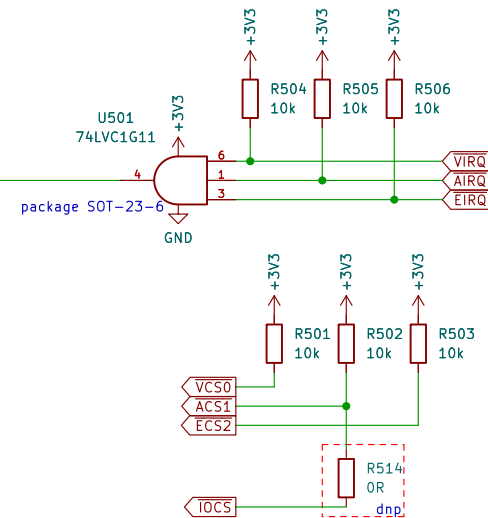 +3V3 +3V3 +3V3
R504 R505 R506
10k 10k 10k
+3V3
U501
74LVC1G11
6 VIRQ
4 1 AIRQ
3 EIRQ
package SOT-23-6
GND
+3V3 +3V3 +3V3
R501 R502 R503
10k 10k 10k
VCS0
ACS1
ECS2
R514
0R
IOCS
dnp